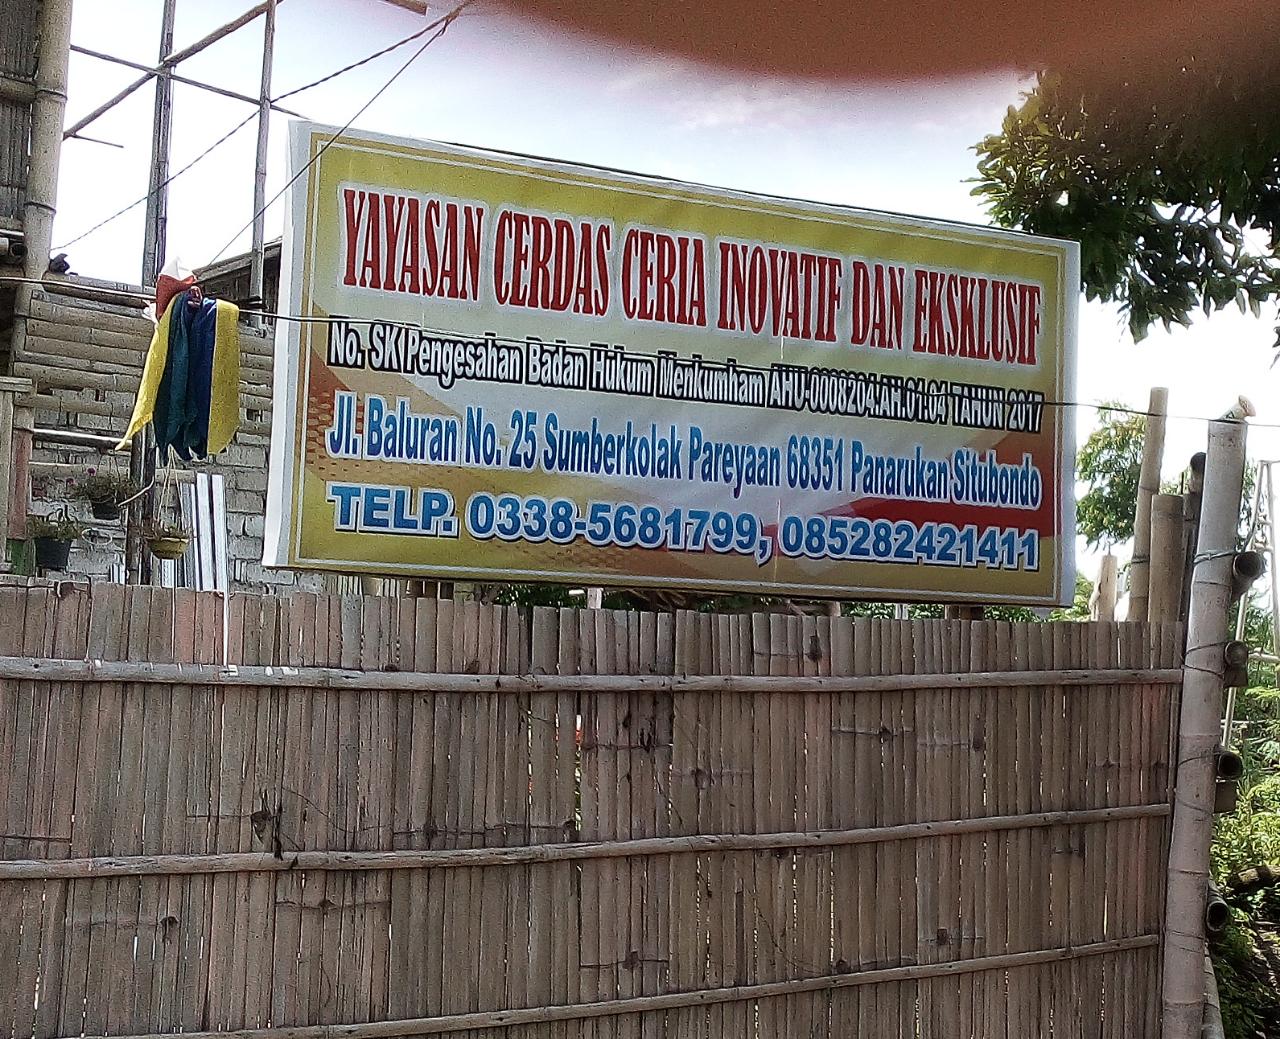 YAYASAN CERDAS CERIA INOVATIF DAN EKSKLUSIF
No. SK Pengesahan Badan Hukum Menkumham AHU-0008204.AH.01.04 TAHUN 2017
Jl. Baluran No. 25 Sumberkolak Pareyaan 68351 Panarukan-Situbondo
TELP. 0338-5681799, 085282421411